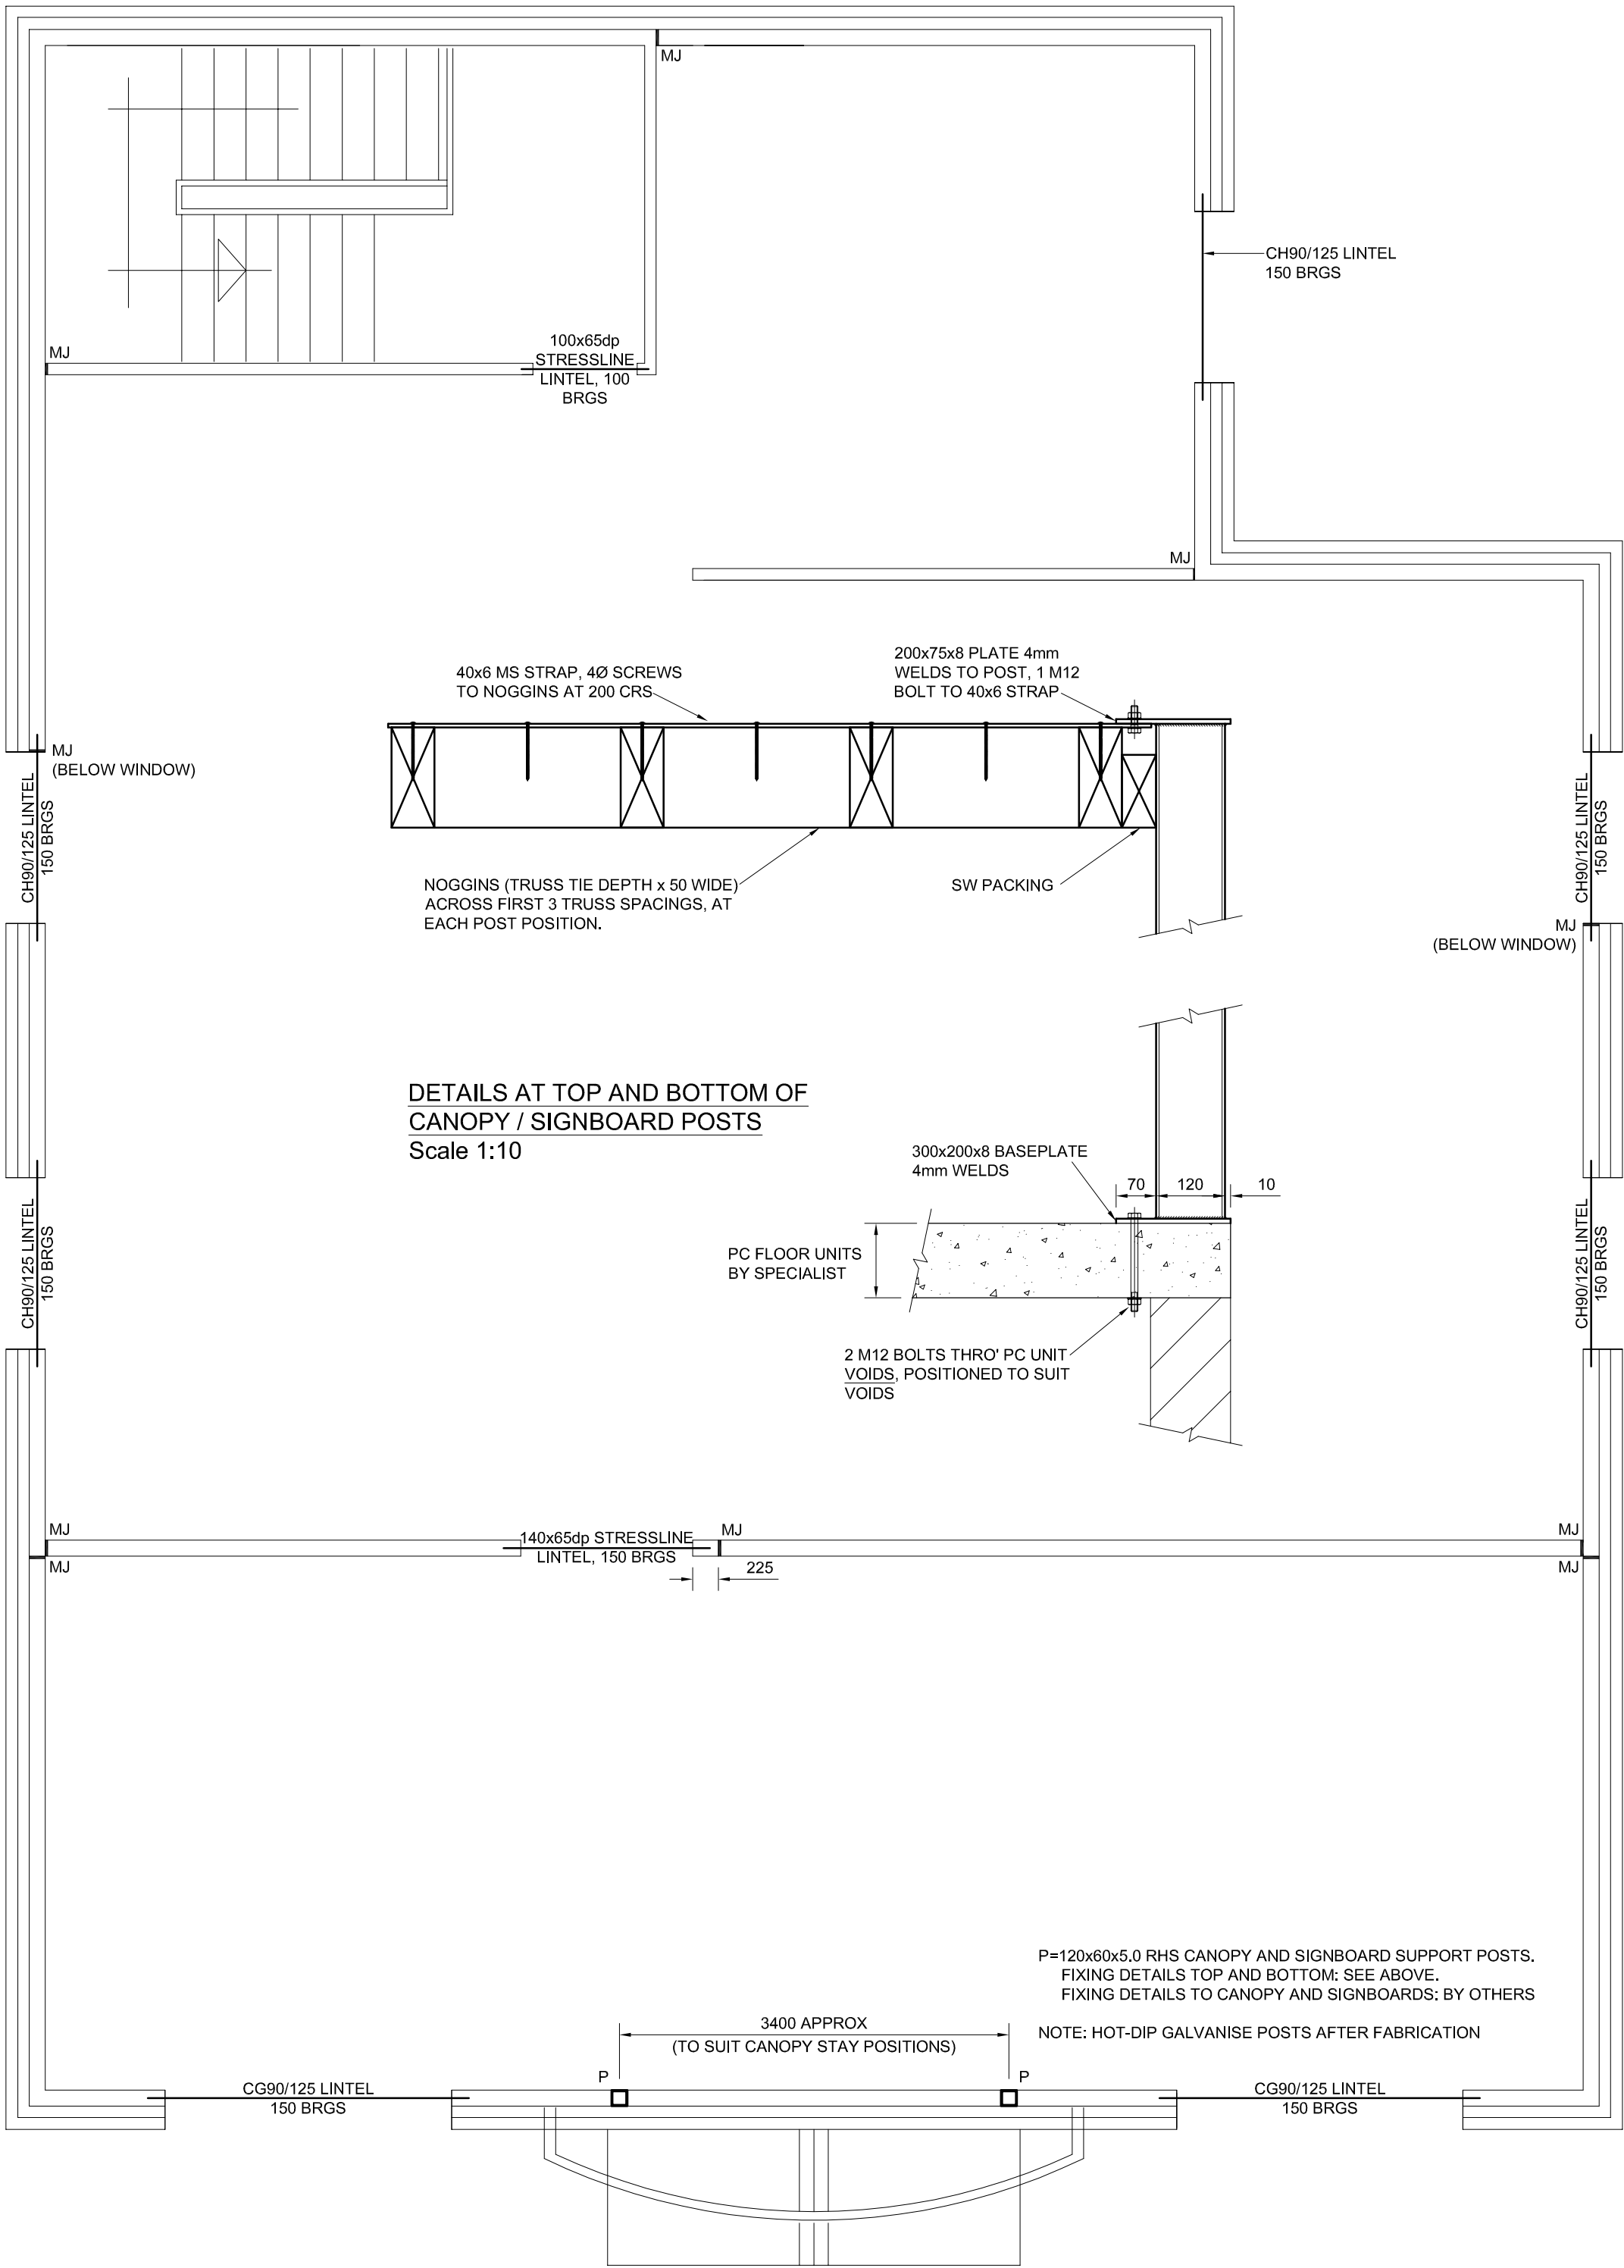 MJ
CH90/125 LINTEL
150 BRGS
MJ
100x65dp
STRESSLINE
LINTEL, 100
BRGS
MJ
40x6 MS STRAP, 4Ø SCREWS
TO NOGGINS AT 200 CRS
200x75x8 PLATE 4mm
WELDS TO POST, 1 M12
BOLT TO 40x6 STRAP
MJ
(BELOW WINDOW)
CH90/125 LINTEL
150 BRGS
CH90/125 LINTEL
150 BRGS
NOGGINS (TRUSS TIE DEPTH x 50 WIDE)
ACROSS FIRST 3 TRUSS SPACINGS, AT
EACH POST POSITION.
SW PACKING
MJ
(BELOW WINDOW)
DETAILS AT TOP AND BOTTOM OF
CANOPY / SIGNBOARD POSTS
Scale 1:10
300x200x8 BASEPLATE
4mm WELDS
70
120
10
CH90/125 LINTEL
150 BRGS
CH90/125 LINTEL
150 BRGS
PC FLOOR UNITS
BY SPECIALIST
2 M12 BOLTS THRO' PC UNIT
VOIDS, POSITIONED TO SUIT
VOIDS
MJ
MJ
140x65dp STRESSLINE
LINTEL, 150 BRGS
MJ
225
MJ
MJ
P=120x60x5.0 RHS CANOPY AND SIGNBOARD SUPPORT POSTS.
FIXING DETAILS TOP AND BOTTOM: SEE ABOVE.
FIXING DETAILS TO CANOPY AND SIGNBOARDS: BY OTHERS
NOTE: HOT-DIP GALVANISE POSTS AFTER FABRICATION
3400 APPROX
(TO SUIT CANOPY STAY POSITIONS)
P
P
CG90/125 LINTEL
150 BRGS
CG90/125 LINTEL
150 BRGS